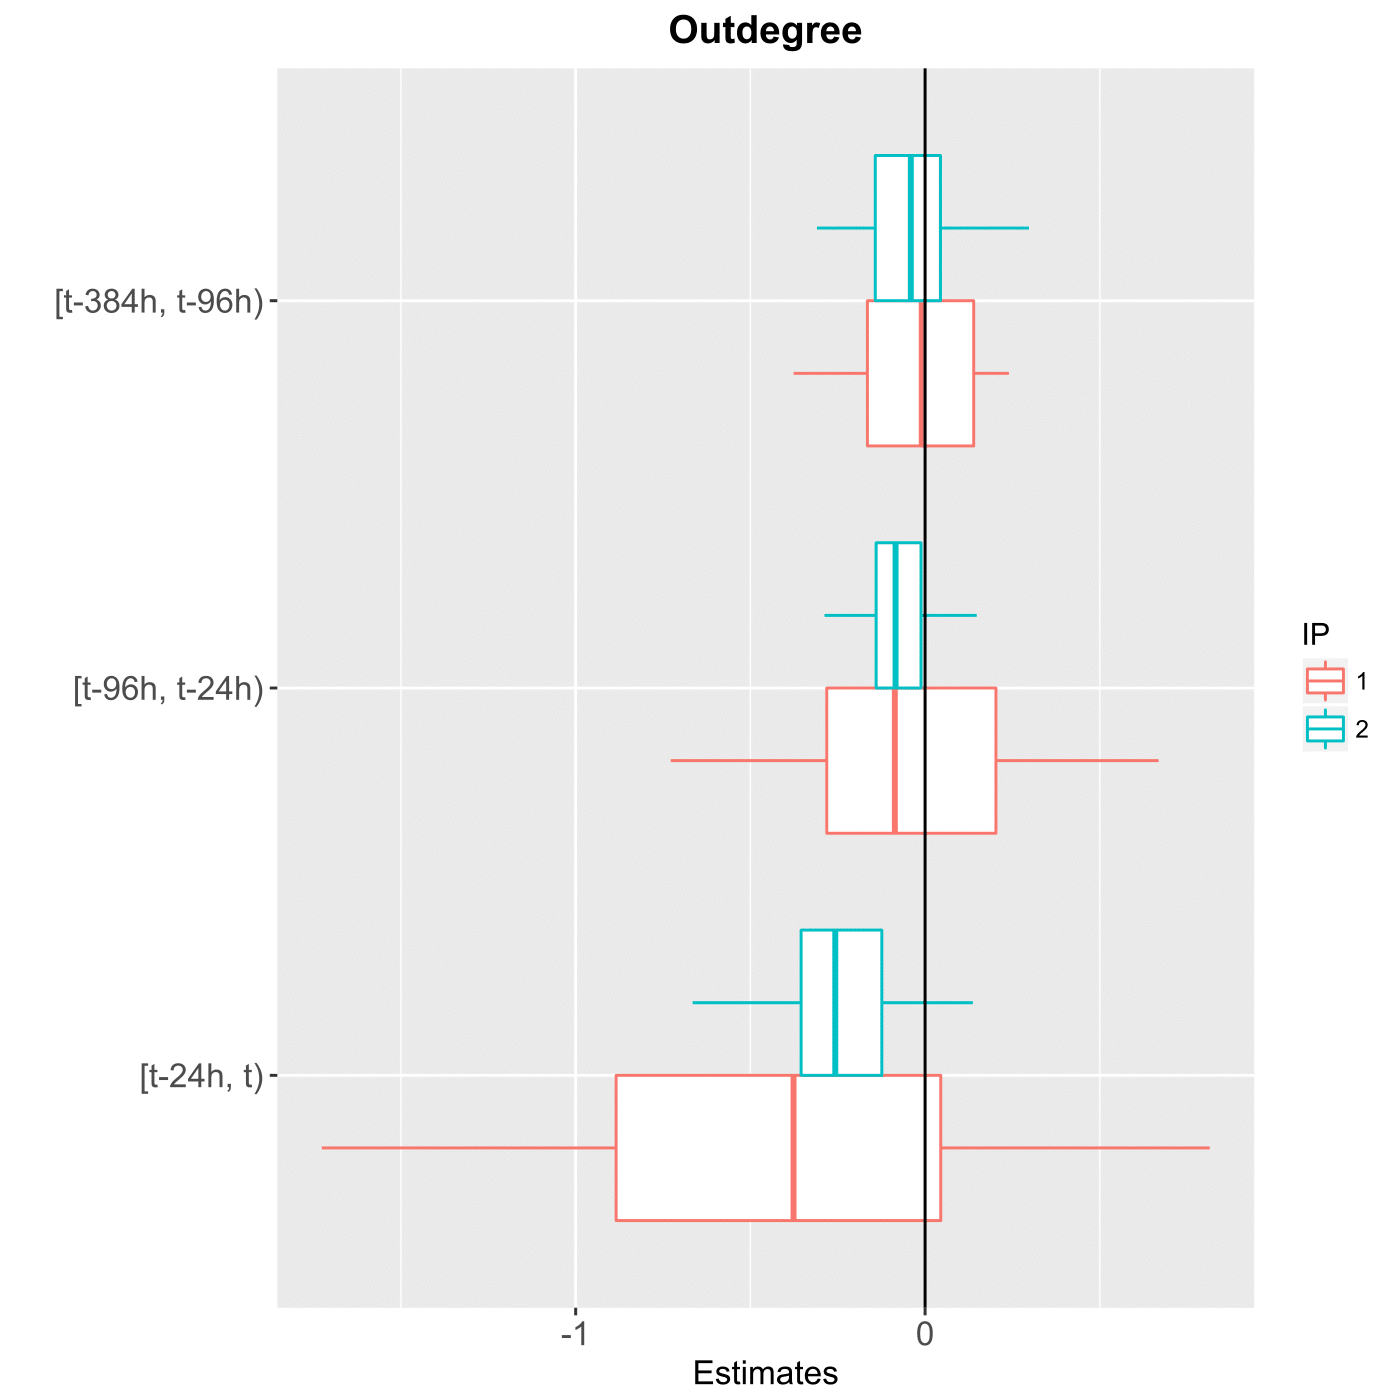 Outdegree
[t-384h, t-96h)
[t-96h, t-24h)
[t-24h, t)
-1 0
Estimates
IP
1
2